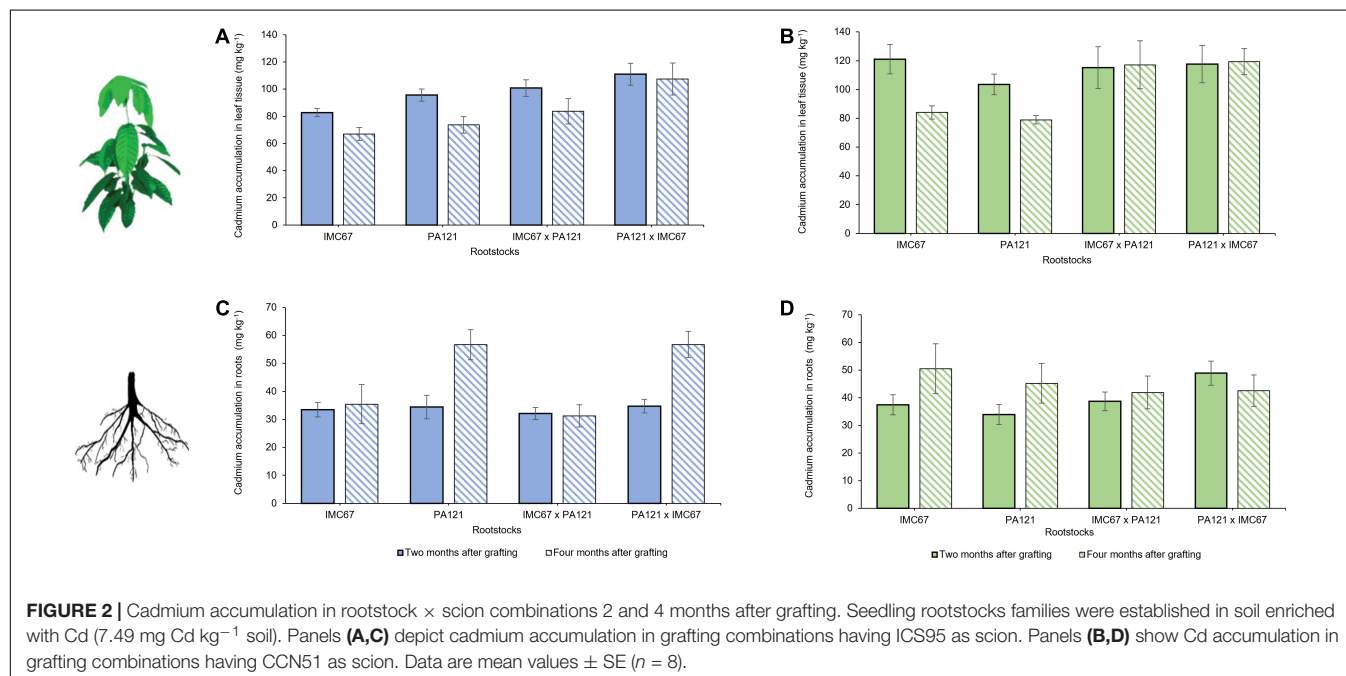 A
Cadmium accumulation in leaf tissue (mg kg⁻¹)
140
120
100
80
60
40
20
0
IMC67 PA121 IMC67 x PA121 PA121 x IMC67
Rootstocks
B
Cadmium accumulation in leaf tissue (mg kg⁻¹)
140
120
100
80
60
40
20
0
IMC67 PA121 IMC67 x PA121 PA121 x IMC67
Rootstocks
C
Cadmium accumulation in roots (mg kg⁻¹)
70
60
50
40
30
20
10
0
IMC67 PA121 IMC67 x PA121 PA121 x IMC67
Rootstocks
Two months after grafting Four months after grafting
D
Cadmium accumulation in roots (mg kg⁻¹)
70
60
50
40
30
20
10
0
IMC67 PA121 IMC67 x PA121 PA121 x IMC67
Rootstocks
Two months after grafting Four months after grafting
FIGURE 2 | Cadmium accumulation in rootstock × scion combinations 2 and 4 months after grafting. Seedling rootstocks families were established in soil enriched
with Cd (7.49 mg Cd kg⁻¹ soil). Panels (A,C) depict cadmium accumulation in grafting combinations having ICS95 as scion. Panels (B,D) show Cd accumulation in
grafting combinations having CCN51 as scion. Data are mean values ± SE (n = 8).